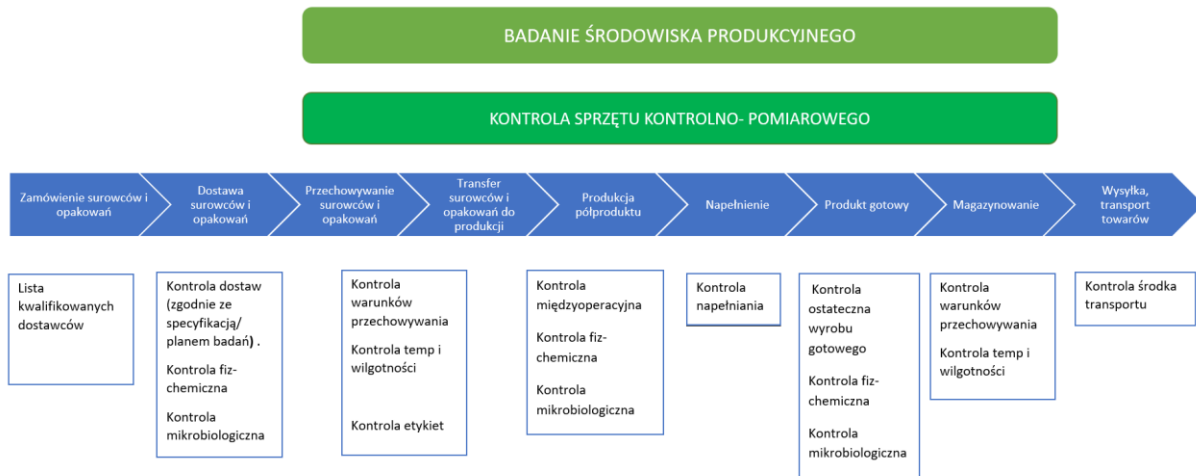 BADANIE ŚRODOWISKA PRODUKCYJNEGO
KONTROLA SPRZĘTU KONTROLNO- POMIAROWEGO
Zamówienie surowców i
opakowań
Dostawa
surowców i
opakowań
Przechowywanie
surowców i
opakowań
Transfer
surowców i
opakowań do
produkcji
Produkcja
półproduktu
Napełnienie
Produkt gotowy
Magazynowanie
Wysyłka,
transport
towarów
Lista
kwalifikowanych
dostawców
Kontrola dostaw
(zgodnie ze
specyfikacją/
planem badań) .
Kontrola fiz-
chemiczna
Kontrola
mikrobiologiczna
Kontrola
warunków
przechowywania
Kontrola temp i
wilgotności
Kontrola etykiet
Kontrola
międzyoperacyjna
Kontrola fiz-
chemiczna
Kontrola
mikrobiologiczna
Kontrola
napełniania
Kontrola
ostateczna
wyrobu
gotowego
Kontrola fiz-
chemiczna
Kontrola
mikrobiologiczna
Kontrola
warunków
przechowywania
Kontrola temp i
wilgotności
Kontrola środka
transportu